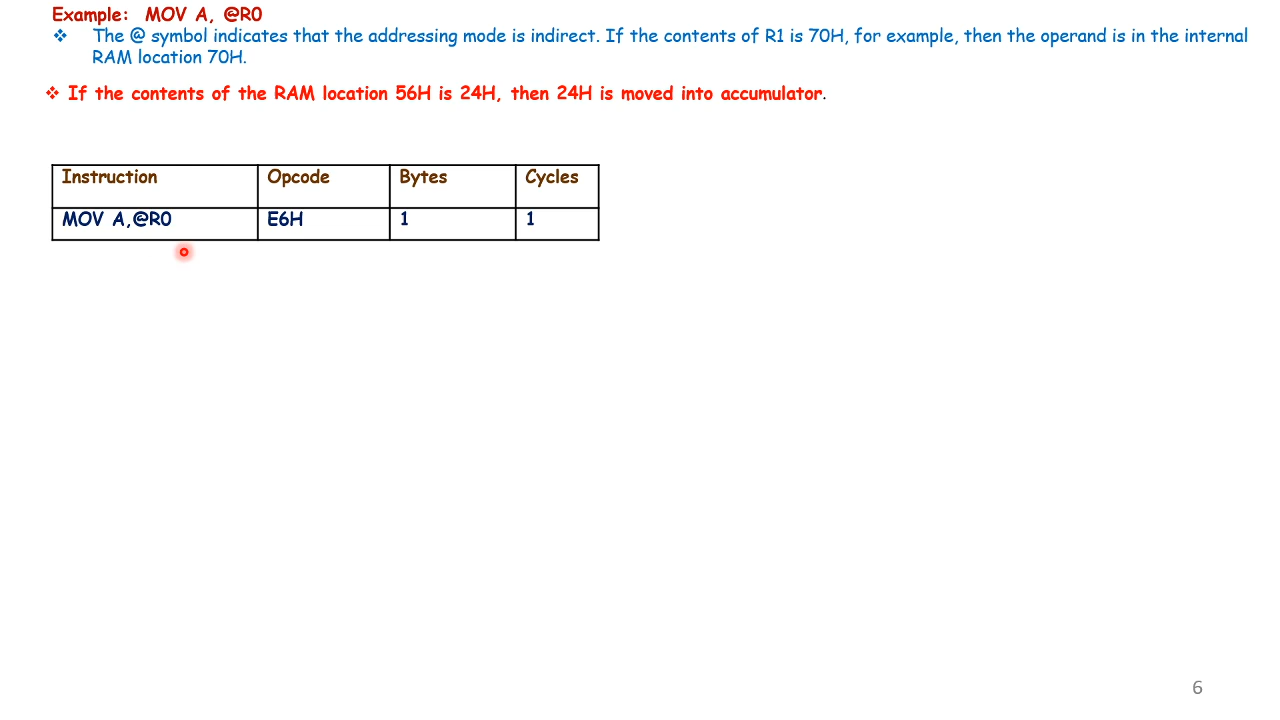 Example: MOV A, @R0
❖ The @ symbol indicates that the addressing mode is indirect. If the contents of R1 is 70H, for example, then the operand is in the internal
RAM location 70H.
❖ If the contents of the RAM location 56H is 24H, then 24H is moved into accumulator.
Instruction Opcode Bytes Cycles
MOV A,@R0 E6H 1 1
6